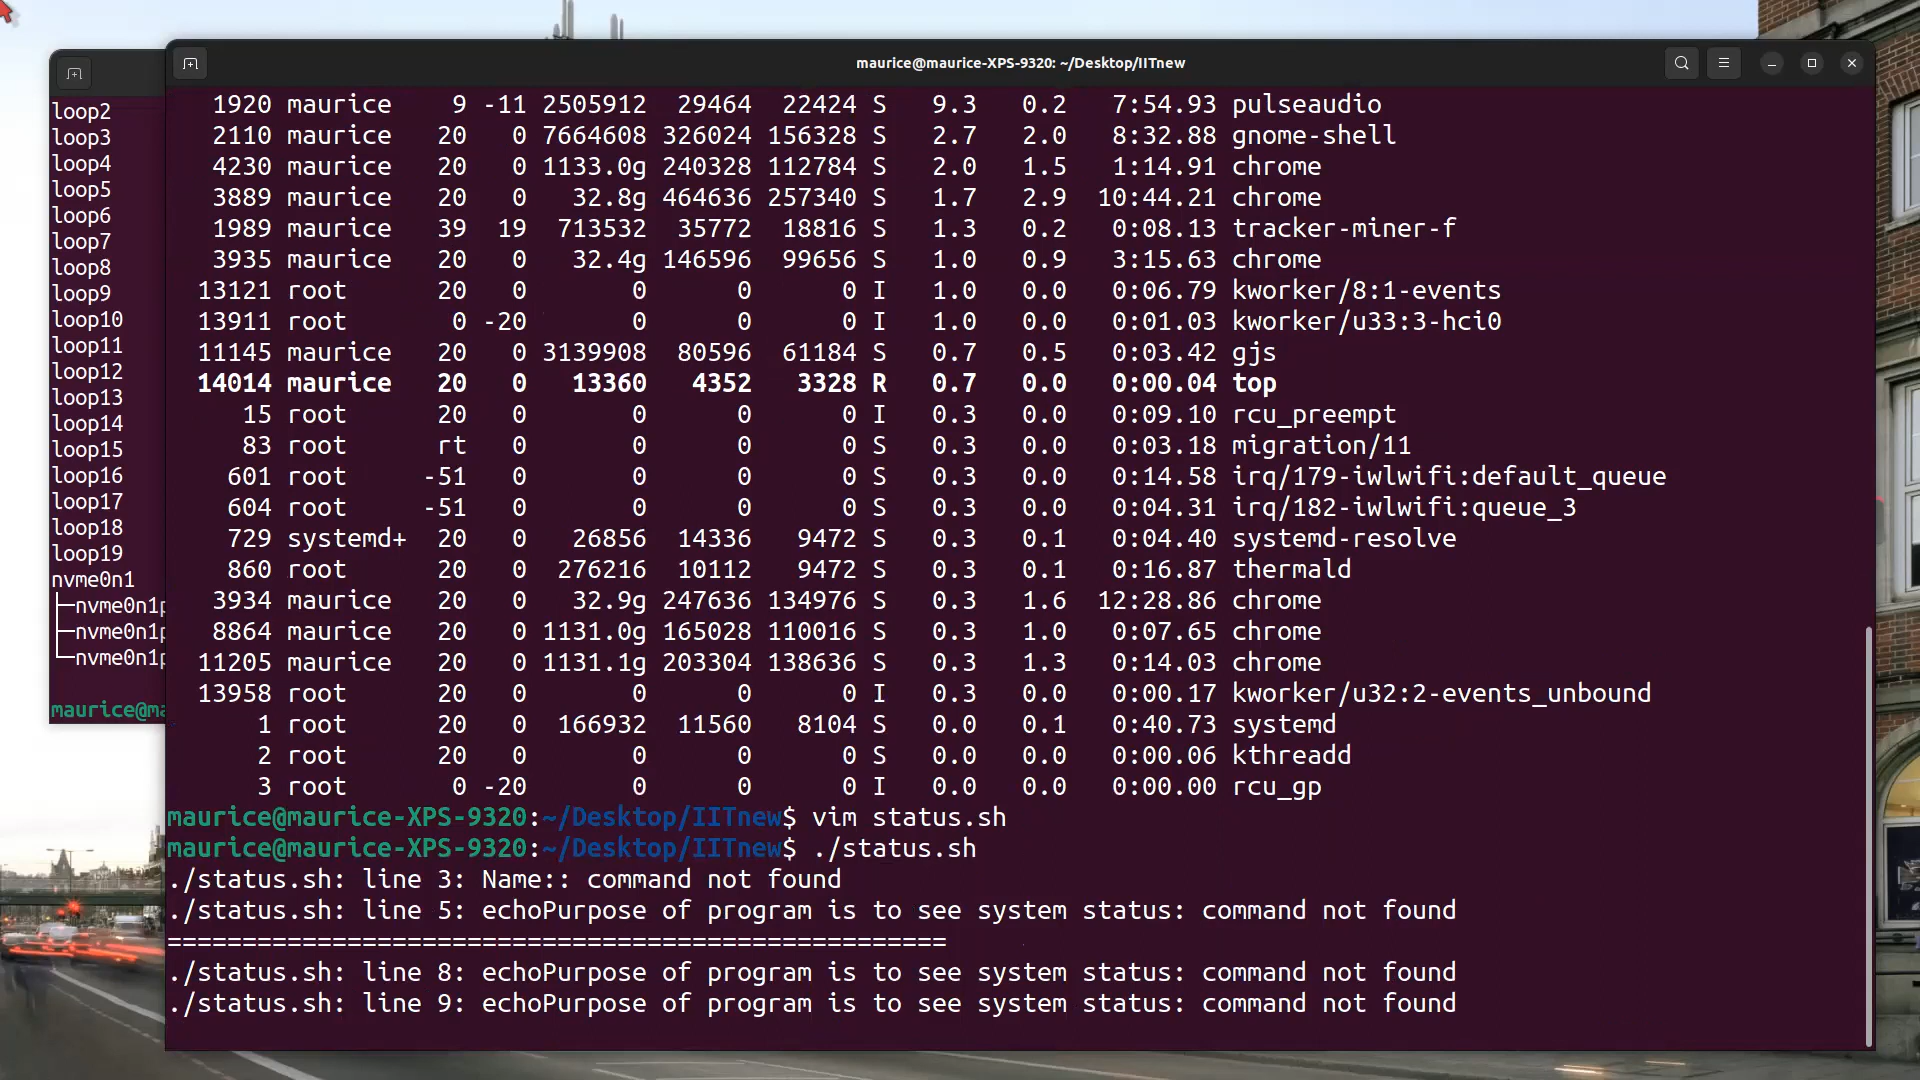 maurice@maurice-XPS-9320: ~/Desktop/IITnew
loop2
loop3
loop4
loop5
loop6
loop7
loop8
loop9
loop10
loop11
loop12
loop13
loop14
loop15
loop16
loop17
loop18
loop19
nvme0n1
├─nvme0n1p
├─nvme0n1p
└─nvme0n1p
maurice@ma
1920 maurice 9 -11 2505912 29464 22424 S 9.3 0.2 7:54.93 pulseaudio
2110 maurice 20 0 7664608 326024 156328 S 2.7 2.0 8:32.88 gnome-shell
4230 maurice 20 0 1133.0g 240328 112784 S 2.0 1.5 1:14.91 chrome
3889 maurice 20 0 32.8g 464636 257340 S 1.7 2.9 10:44.21 chrome
1989 maurice 39 19 713532 35772 18816 S 1.3 0.2 0:08.13 tracker-miner-f
3935 maurice 20 0 32.4g 146596 99656 S 1.0 0.9 3:15.63 chrome
13121 root 20 0 0 0 0 I 1.0 0.0 0:06.79 kworker/8:1-events
13911 root 0 -20 0 0 0 I 1.0 0.0 0:01.03 kworker/u33:3-hci0
11145 maurice 20 0 3139908 80596 61184 S 0.7 0.5 0:03.42 gjs
14014 maurice 20 0 13360 4352 3328 R 0.7 0.0 0:00.04 top
15 root 20 0 0 0 0 I 0.3 0.0 0:09.10 rcu_preempt
83 root rt 0 0 0 0 S 0.3 0.0 0:03.18 migration/11
601 root -51 0 0 0 0 S 0.3 0.0 0:14.58 irq/179-iwlwifi:default_queue
604 root -51 0 0 0 0 S 0.3 0.0 0:04.31 irq/182-iwlwifi:queue_3
729 systemd+ 20 0 26856 14336 9472 S 0.3 0.1 0:04.40 systemd-resolve
860 root 20 0 276216 10112 9472 S 0.3 0.1 0:16.87 thermald
3934 maurice 20 0 32.9g 247636 134976 S 0.3 1.6 12:28.86 chrome
8864 maurice 20 0 1131.0g 165028 110016 S 0.3 1.0 0:07.65 chrome
11205 maurice 20 0 1131.1g 203304 138636 S 0.3 1.3 0:14.03 chrome
13958 root 20 0 0 0 0 I 0.3 0.0 0:00.17 kworker/u32:2-events_unbound
1 root 20 0 166932 11560 8104 S 0.0 0.1 0:40.73 systemd
2 root 20 0 0 0 0 S 0.0 0.0 0:00.06 kthreadd
3 root 0 -20 0 0 0 I 0.0 0.0 0:00.00 rcu_gp
maurice@maurice-XPS-9320:~/Desktop/IITnew$ vim status.sh
maurice@maurice-XPS-9320:~/Desktop/IITnew$ ./status.sh
./status.sh: line 3: Name:: command not found
./status.sh: line 5: echoPurpose of program is to see system status: command not found
====================================================
./status.sh: line 8: echoPurpose of program is to see system status: command not found
./status.sh: line 9: echoPurpose of program is to see system status: command not found